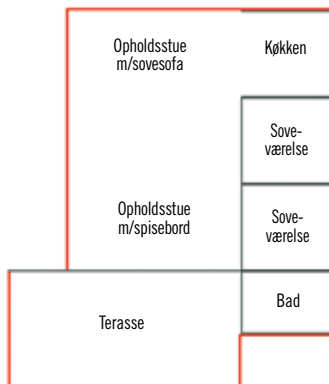 Opholdsstue
m/sovesofa
Køkken
Sove-
værelse
Opholdsstue
m/spisebord
Sove-
værelse
Bad
Terasse